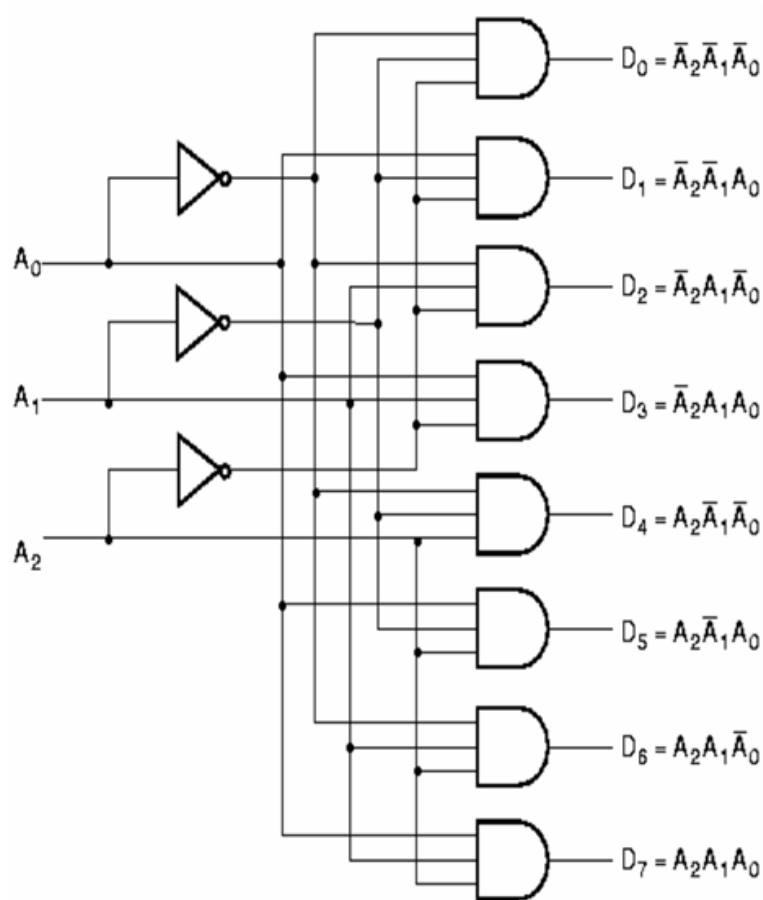 D₀ = A̅₂A̅₁A̅₀
D₁ = A̅₂A̅₁A₀
A₀
D₂ = A̅₂A₁A̅₀
A₁
D₃ = A̅₂A₁A₀
D₄ = A₂A̅₁A̅₀
A₂
D₅ = A₂A̅₁A₀
D₆ = A₂A₁A̅₀
D₇ = A₂A₁A₀